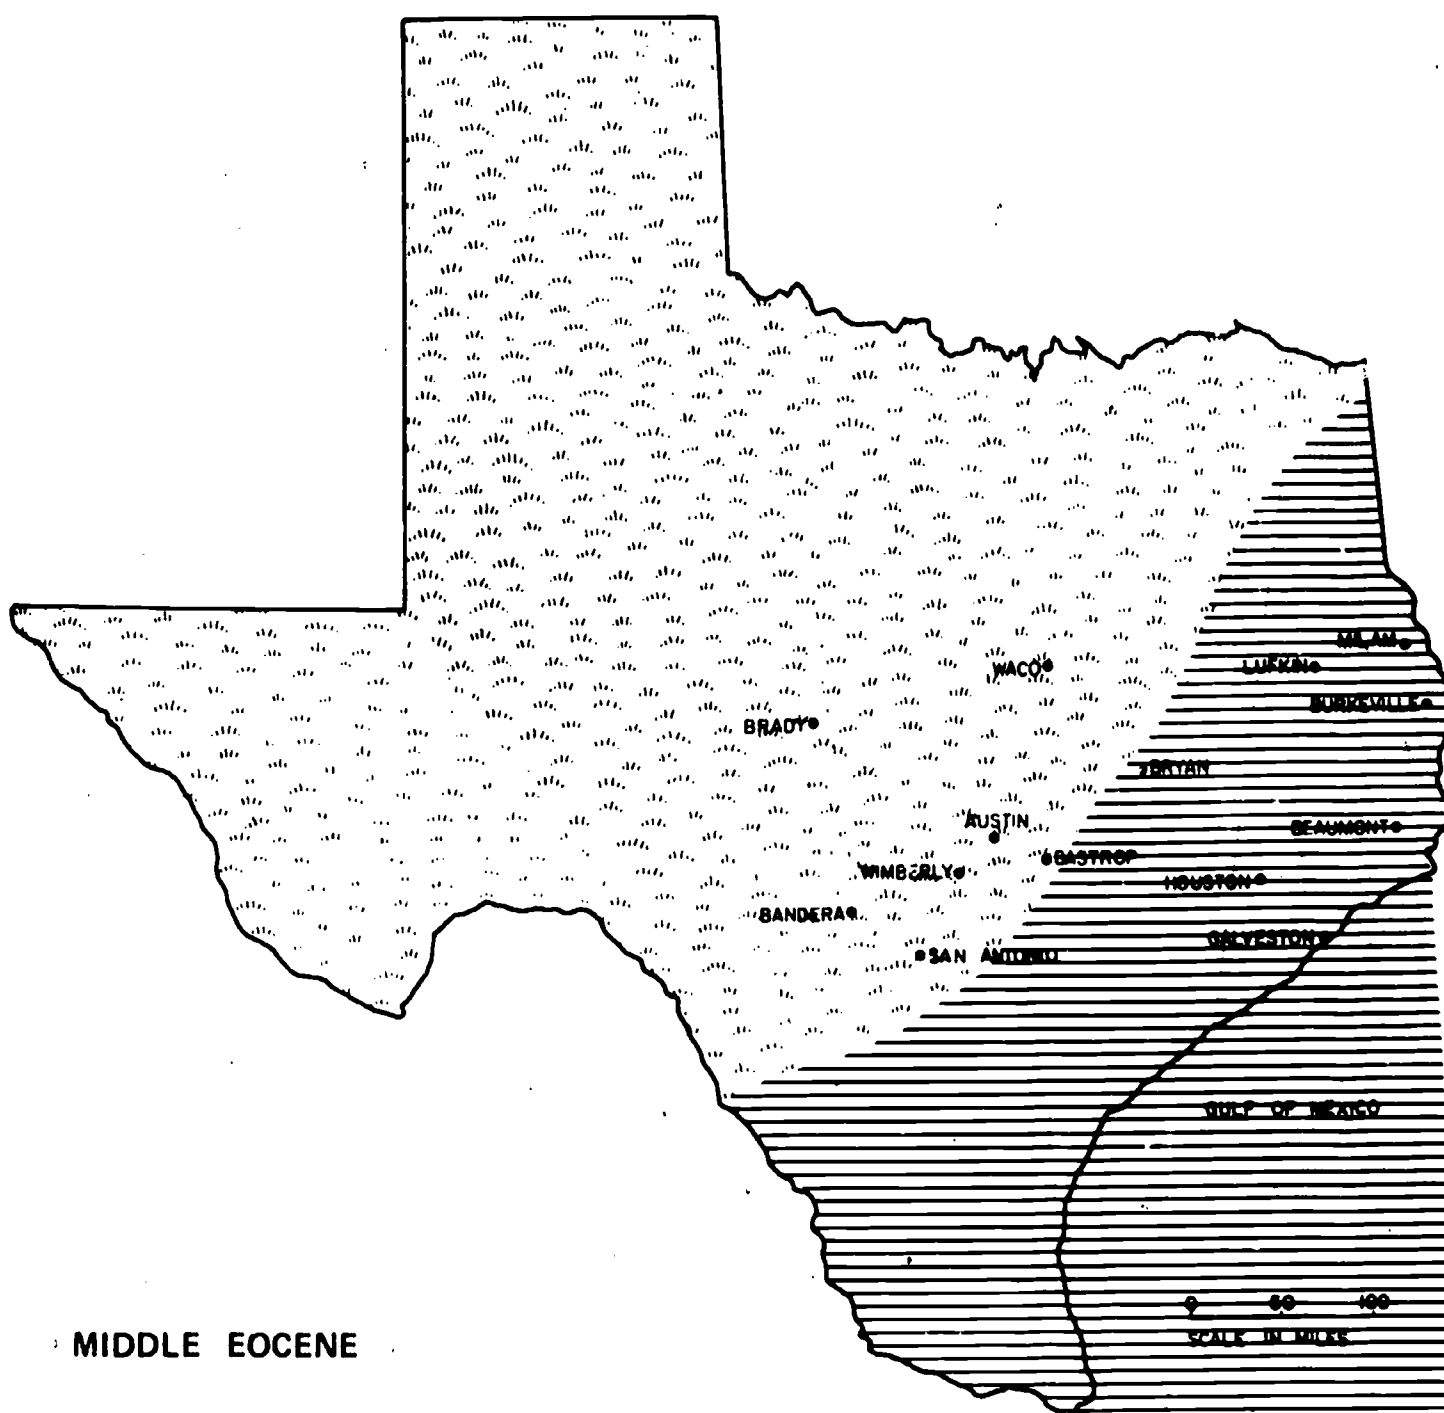 MILAM
WACO
LUFKIN
BURKEVILLE
BRADY
BRYAN
AUSTIN
BEAUMONT
BASTROP
WIMBERLY
HOUSTON
BANDERA
GALVESTON
SAN ANTONIO
GULF OF MEXICO
0 50 100
SCALE IN MILES
MIDDLE EOCENE